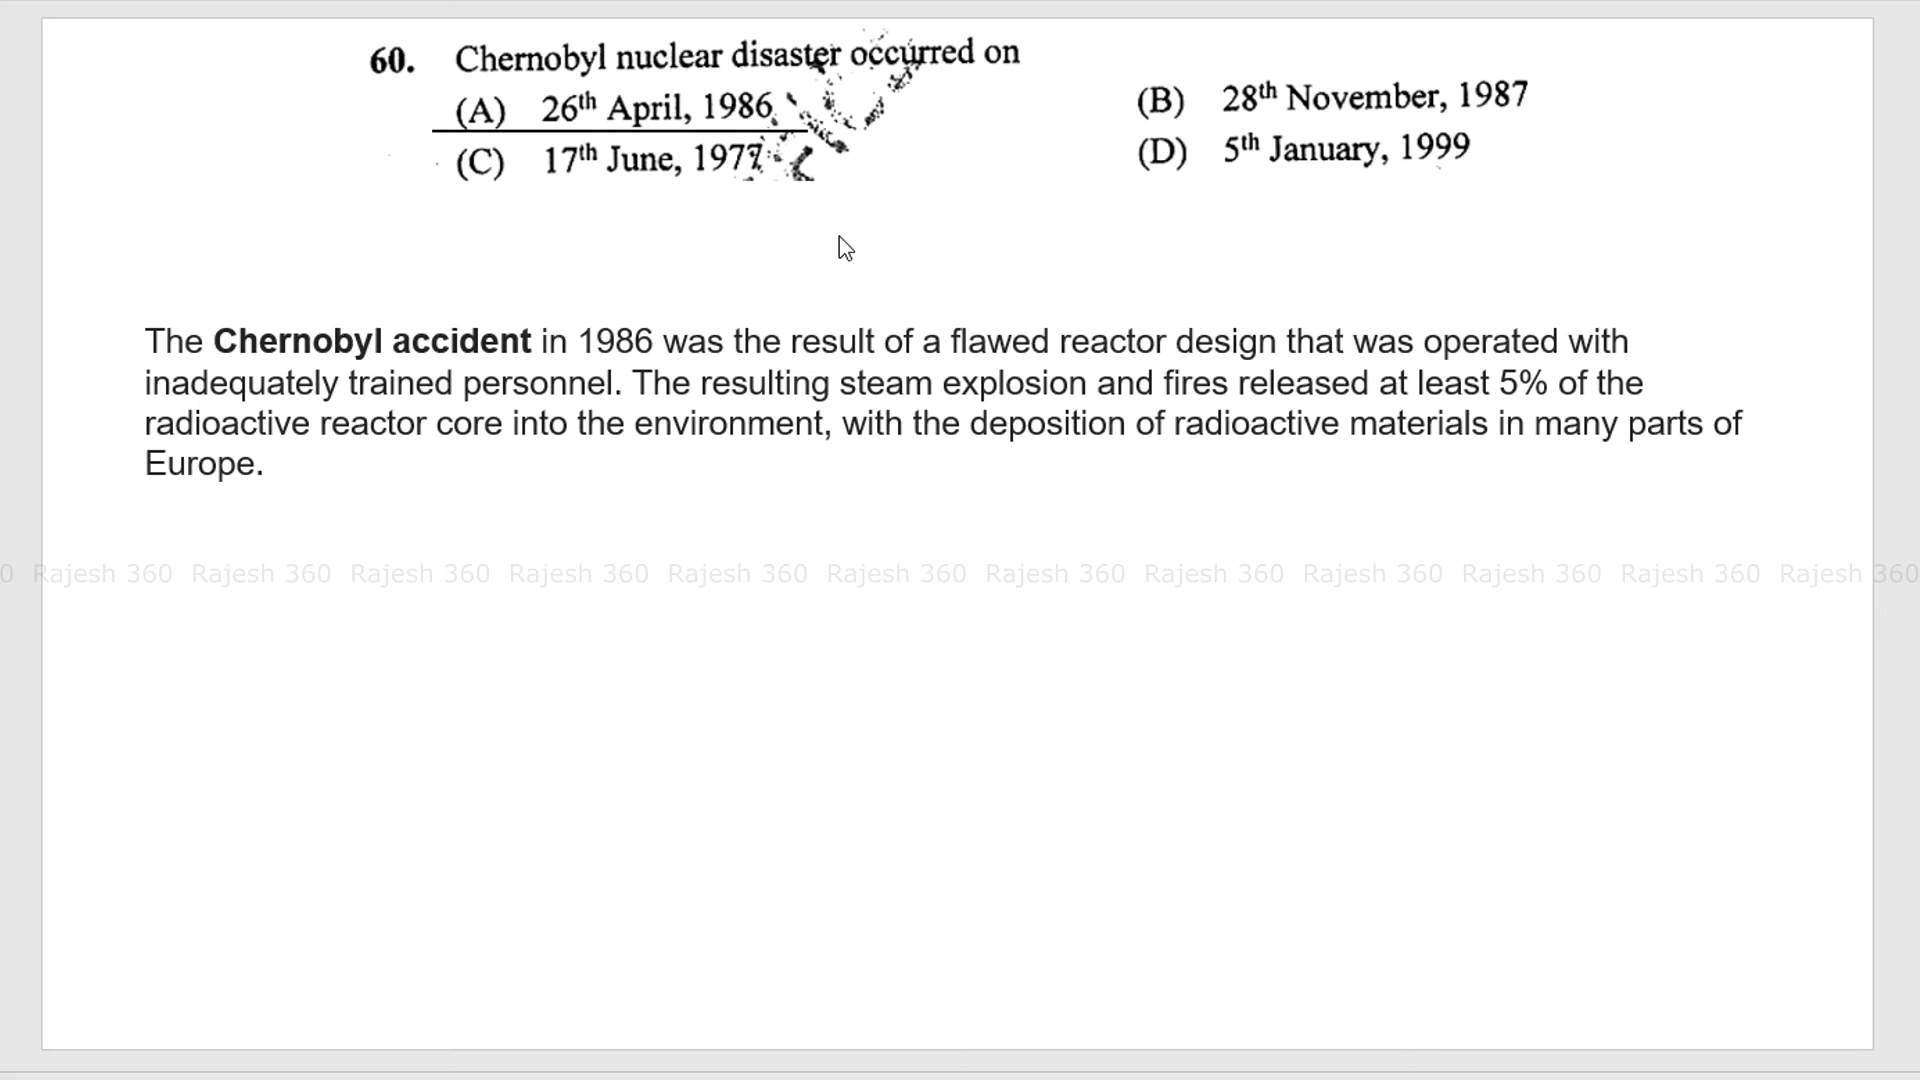 60. Chernobyl nuclear disaster occurred on
(A) 26th April, 1986 (B) 28th November, 1987
(C) 17th June, 1977 (D) 5th January, 1999
The Chernobyl accident in 1986 was the result of a flawed reactor design that was operated with
inadequately trained personnel. The resulting steam explosion and fires released at least 5% of the
radioactive reactor core into the environment, with the deposition of radioactive materials in many parts of
Europe.
0 Rajesh 360 Rajesh 360 Rajesh 360 Rajesh 360 Rajesh 360 Rajesh 360 Rajesh 360 Rajesh 360 Rajesh 360 Rajesh 360 Rajesh 360 Rajesh 360